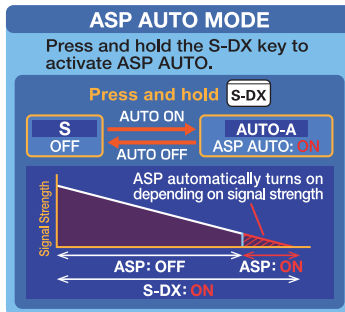 ASP AUTO MODE
Press and hold the S-DX key to
activate ASP AUTO.
Press and hold S-DX
AUTO ON
S
OFF
AUTO-A
ASP AUTO: ON
AUTO OFF
ASP automatically turns on
depending on signal strength
Signal Strength
ASP: OFF
ASP: ON
S-DX: ON